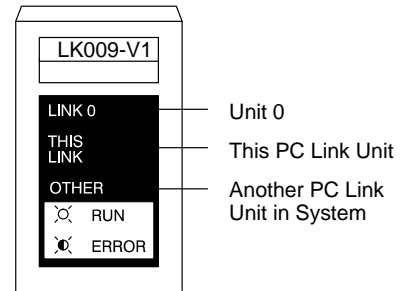 LK009-V1
LINK 0
Unit 0
THIS
LINK
This PC Link Unit
OTHER
Another PC Link
Unit in System
RUN
ERROR